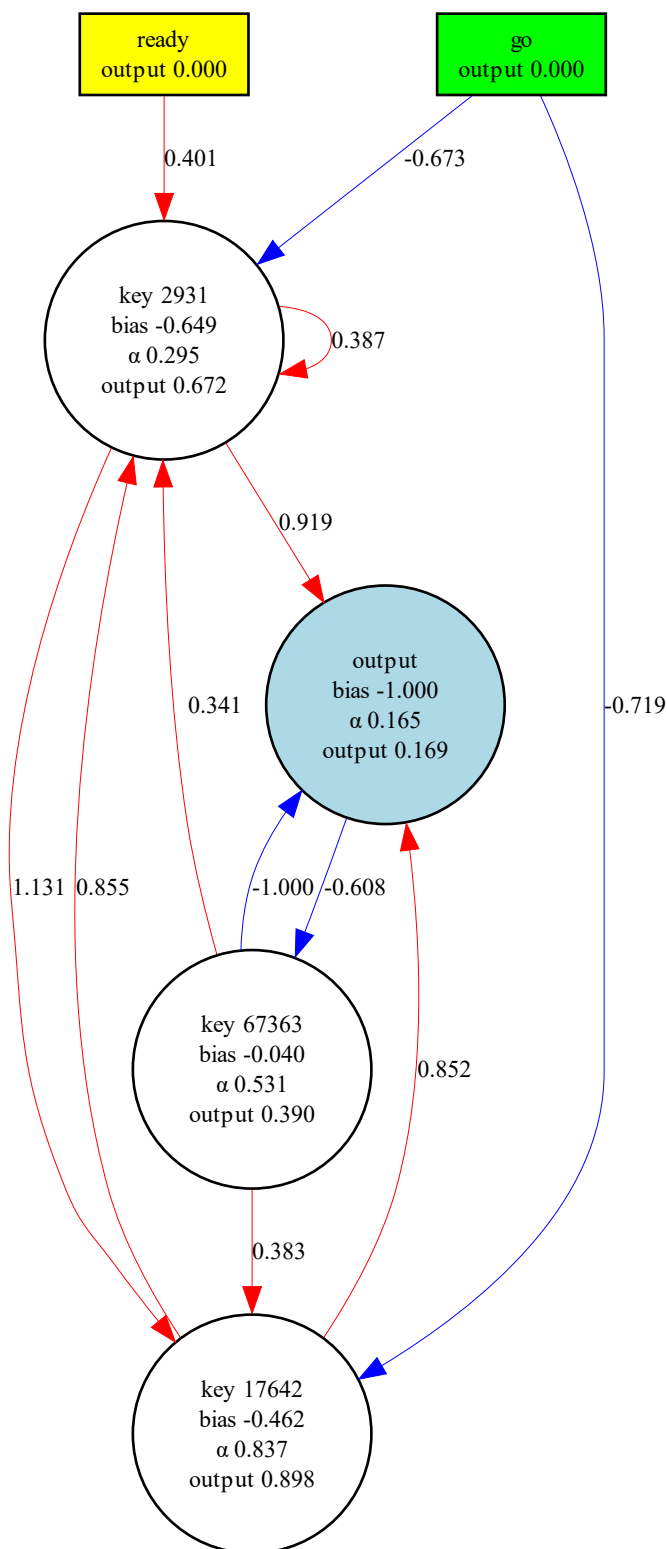 ready
output 0.000
go
output 0.000
0.401
-0.673
key 2931
bias -0.649
α 0.295
output 0.672
0.387
0.919
output
bias -1.000
α 0.165
output 0.169
0.341
-0.719
1.131
0.855
-1.000
-0.608
0.852
key 67363
bias -0.040
α 0.531
output 0.390
0.383
key 17642
bias -0.462
α 0.837
output 0.898